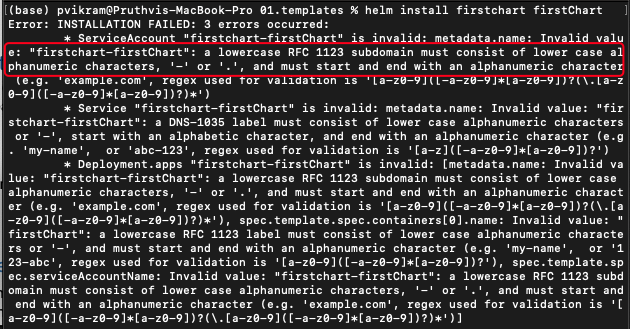 (base) pvikram@Pruthvis-MacBook-Pro 01.templates % helm install firstchart firstChart
Error: INSTALLATION FAILED: 3 errors occurred:
* ServiceAccount "firstchart-firstChart" is invalid: metadata.name: Invalid valu
e: "firstchart-firstChart": a lowercase RFC 1123 subdomain must consist of lower case al
phanumeric characters, '-' or '.', and must start and end with an alphanumeric character
(e.g. 'example.com', regex used for validation is '[a-z0-9]([-a-z0-9]*[a-z0-9])?(\.[a-z
0-9]([-a-z0-9]*[a-z0-9])?)*')
* Service "firstchart-firstChart" is invalid: metadata.name: Invalid value: "fir
stchart-firstChart": a DNS-1035 label must consist of lower case alphanumeric characters
or '-', start with an alphabetic character, and end with an alphanumeric character (e.g
. 'my-name',  or 'abc-123', regex used for validation is '[a-z]([-a-z0-9]*[a-z0-9])?')
* Deployment.apps "firstchart-firstChart" is invalid: [metadata.name: Invalid va
lue: "firstchart-firstChart": a lowercase RFC 1123 subdomain must consist of lower case
alphanumeric characters, '-' or '.', and must start and end with an alphanumeric charact
er (e.g. 'example.com', regex used for validation is '[a-z0-9]([-a-z0-9]*[a-z0-9])?(\.[a
-z0-9]([-a-z0-9]*[a-z0-9])?)*'), spec.template.spec.containers[0].name: Invalid value: "
firstChart": a lowercase RFC 1123 label must consist of lower case alphanumeric characte
rs or '-', and must start and end with an alphanumeric character (e.g. 'my-name',  or '1
23-abc', regex used for validation is '[a-z0-9]([-a-z0-9]*[a-z0-9])?'), spec.template.sp
ec.serviceAccountName: Invalid value: "firstchart-firstChart": a lowercase RFC 1123 subd
omain must consist of lower case alphanumeric characters, '-' or '.', and must start and
end with an alphanumeric character (e.g. 'example.com', regex used for validation is '[
a-z0-9]([-a-z0-9]*[a-z0-9])?(\.[a-z0-9]([-a-z0-9]*[a-z0-9])?)*')]